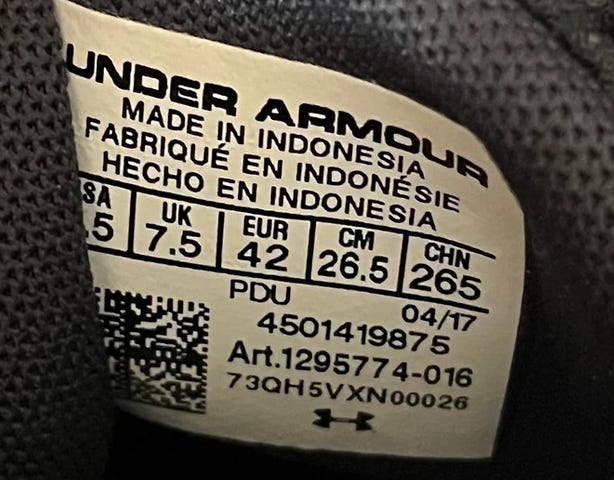 UNDER ARMOUR
MADE IN INDONESIA
FABRIQUÉ EN INDONÉSIE
HECHO EN INDONESIA
SA UK EUR CM CHN
.5 7.5 42 26.5 265
PDU 04/17
4501419875
Art.1295774-016
73QH5VXN00026